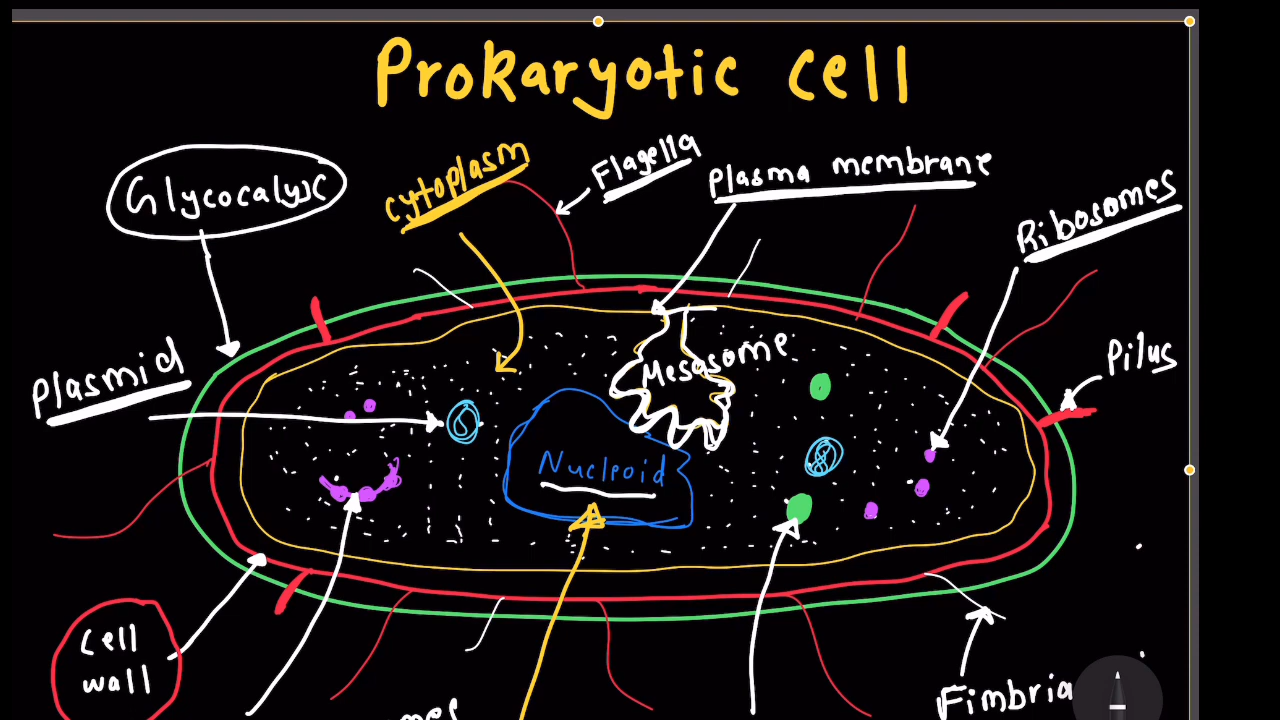 Prokaryotic cell
Glycocalyx
cytoplasm
Flagella
Plasma membrane
Ribosomes
Plasmid
Mesosome
Pilus
Nucleoid
Cell
wall
Fimbria